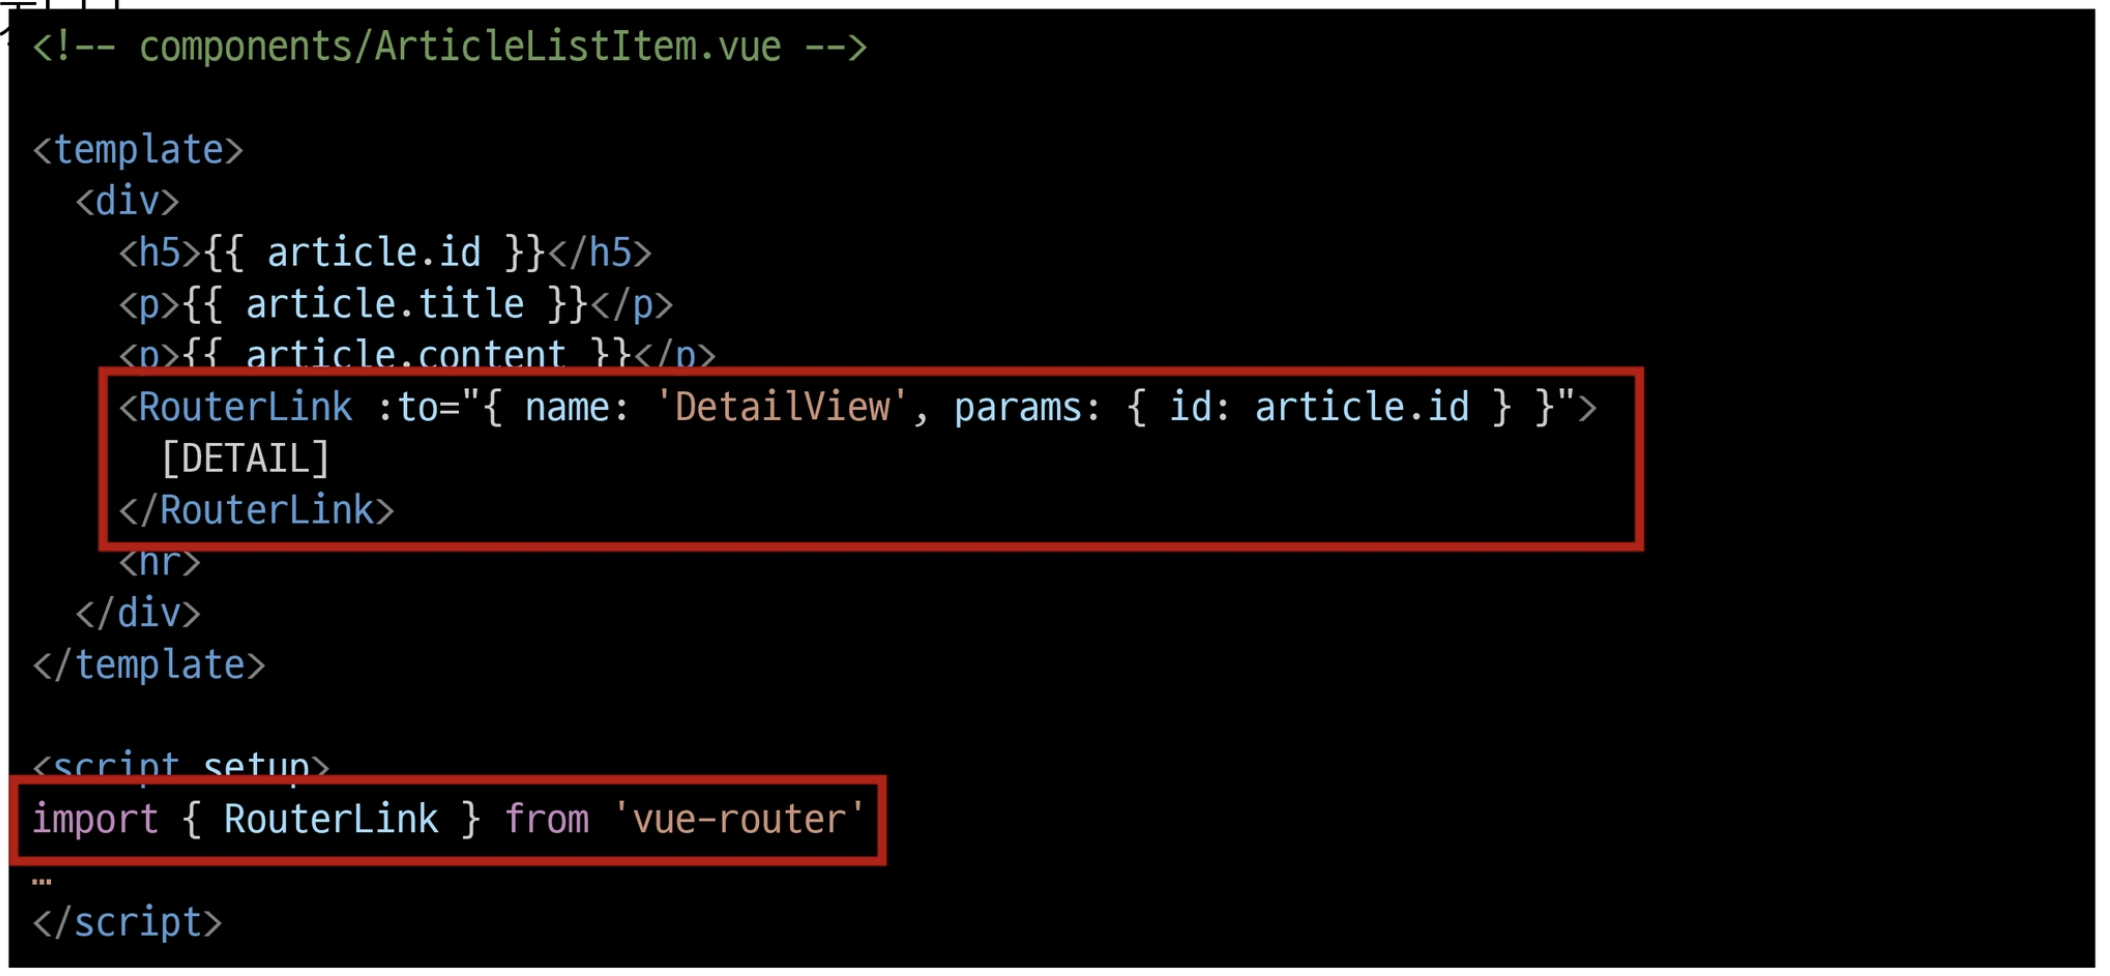 <!-- components/ArticleListItem.vue -->
<template>
  <div>
    <h5>{{ article.id }}</h5>
    <p>{{ article.title }}</p>
    <p>{{ article.content }}</p>
    <RouterLink :to="{ name: 'DetailView', params: { id: article.id } }">
      [DETAIL]
    </RouterLink>
    <hr>
  </div>
</template>
<script setup>
import { RouterLink } from 'vue-router'
…
</script>